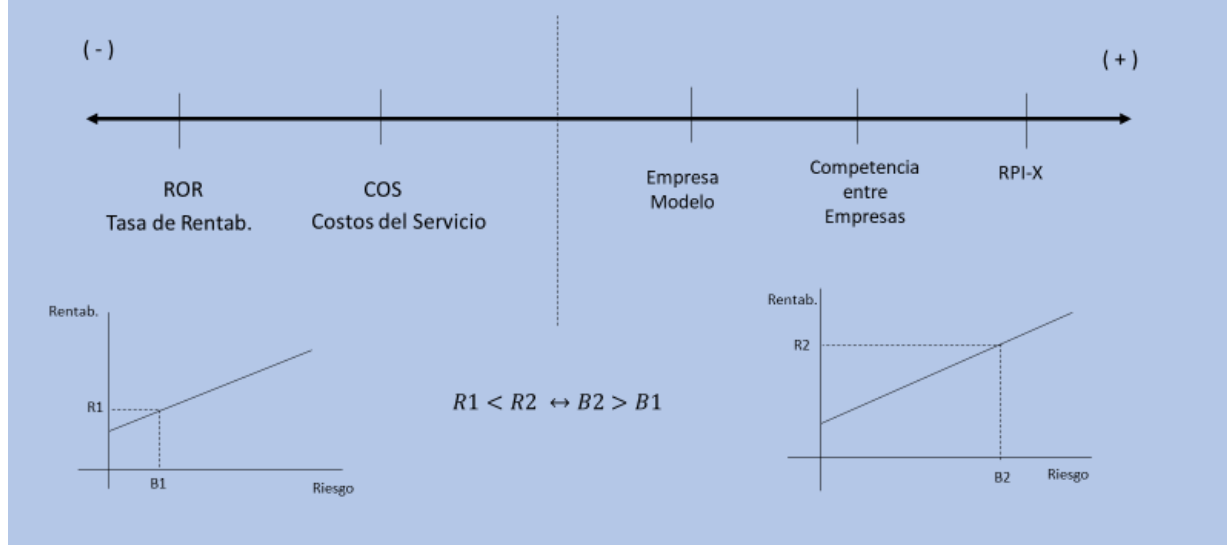 ( - )
( + )
ROR
Tasa de Rentab.
COS
Costos del Servicio
Empresa
Modelo
Competencia
entre
Empresas
RPI-X
Rentab.
R1
B1
Riesgo
R1 < R2 ↔ B2 > B1
Rentab.
R2
B2
Riesgo